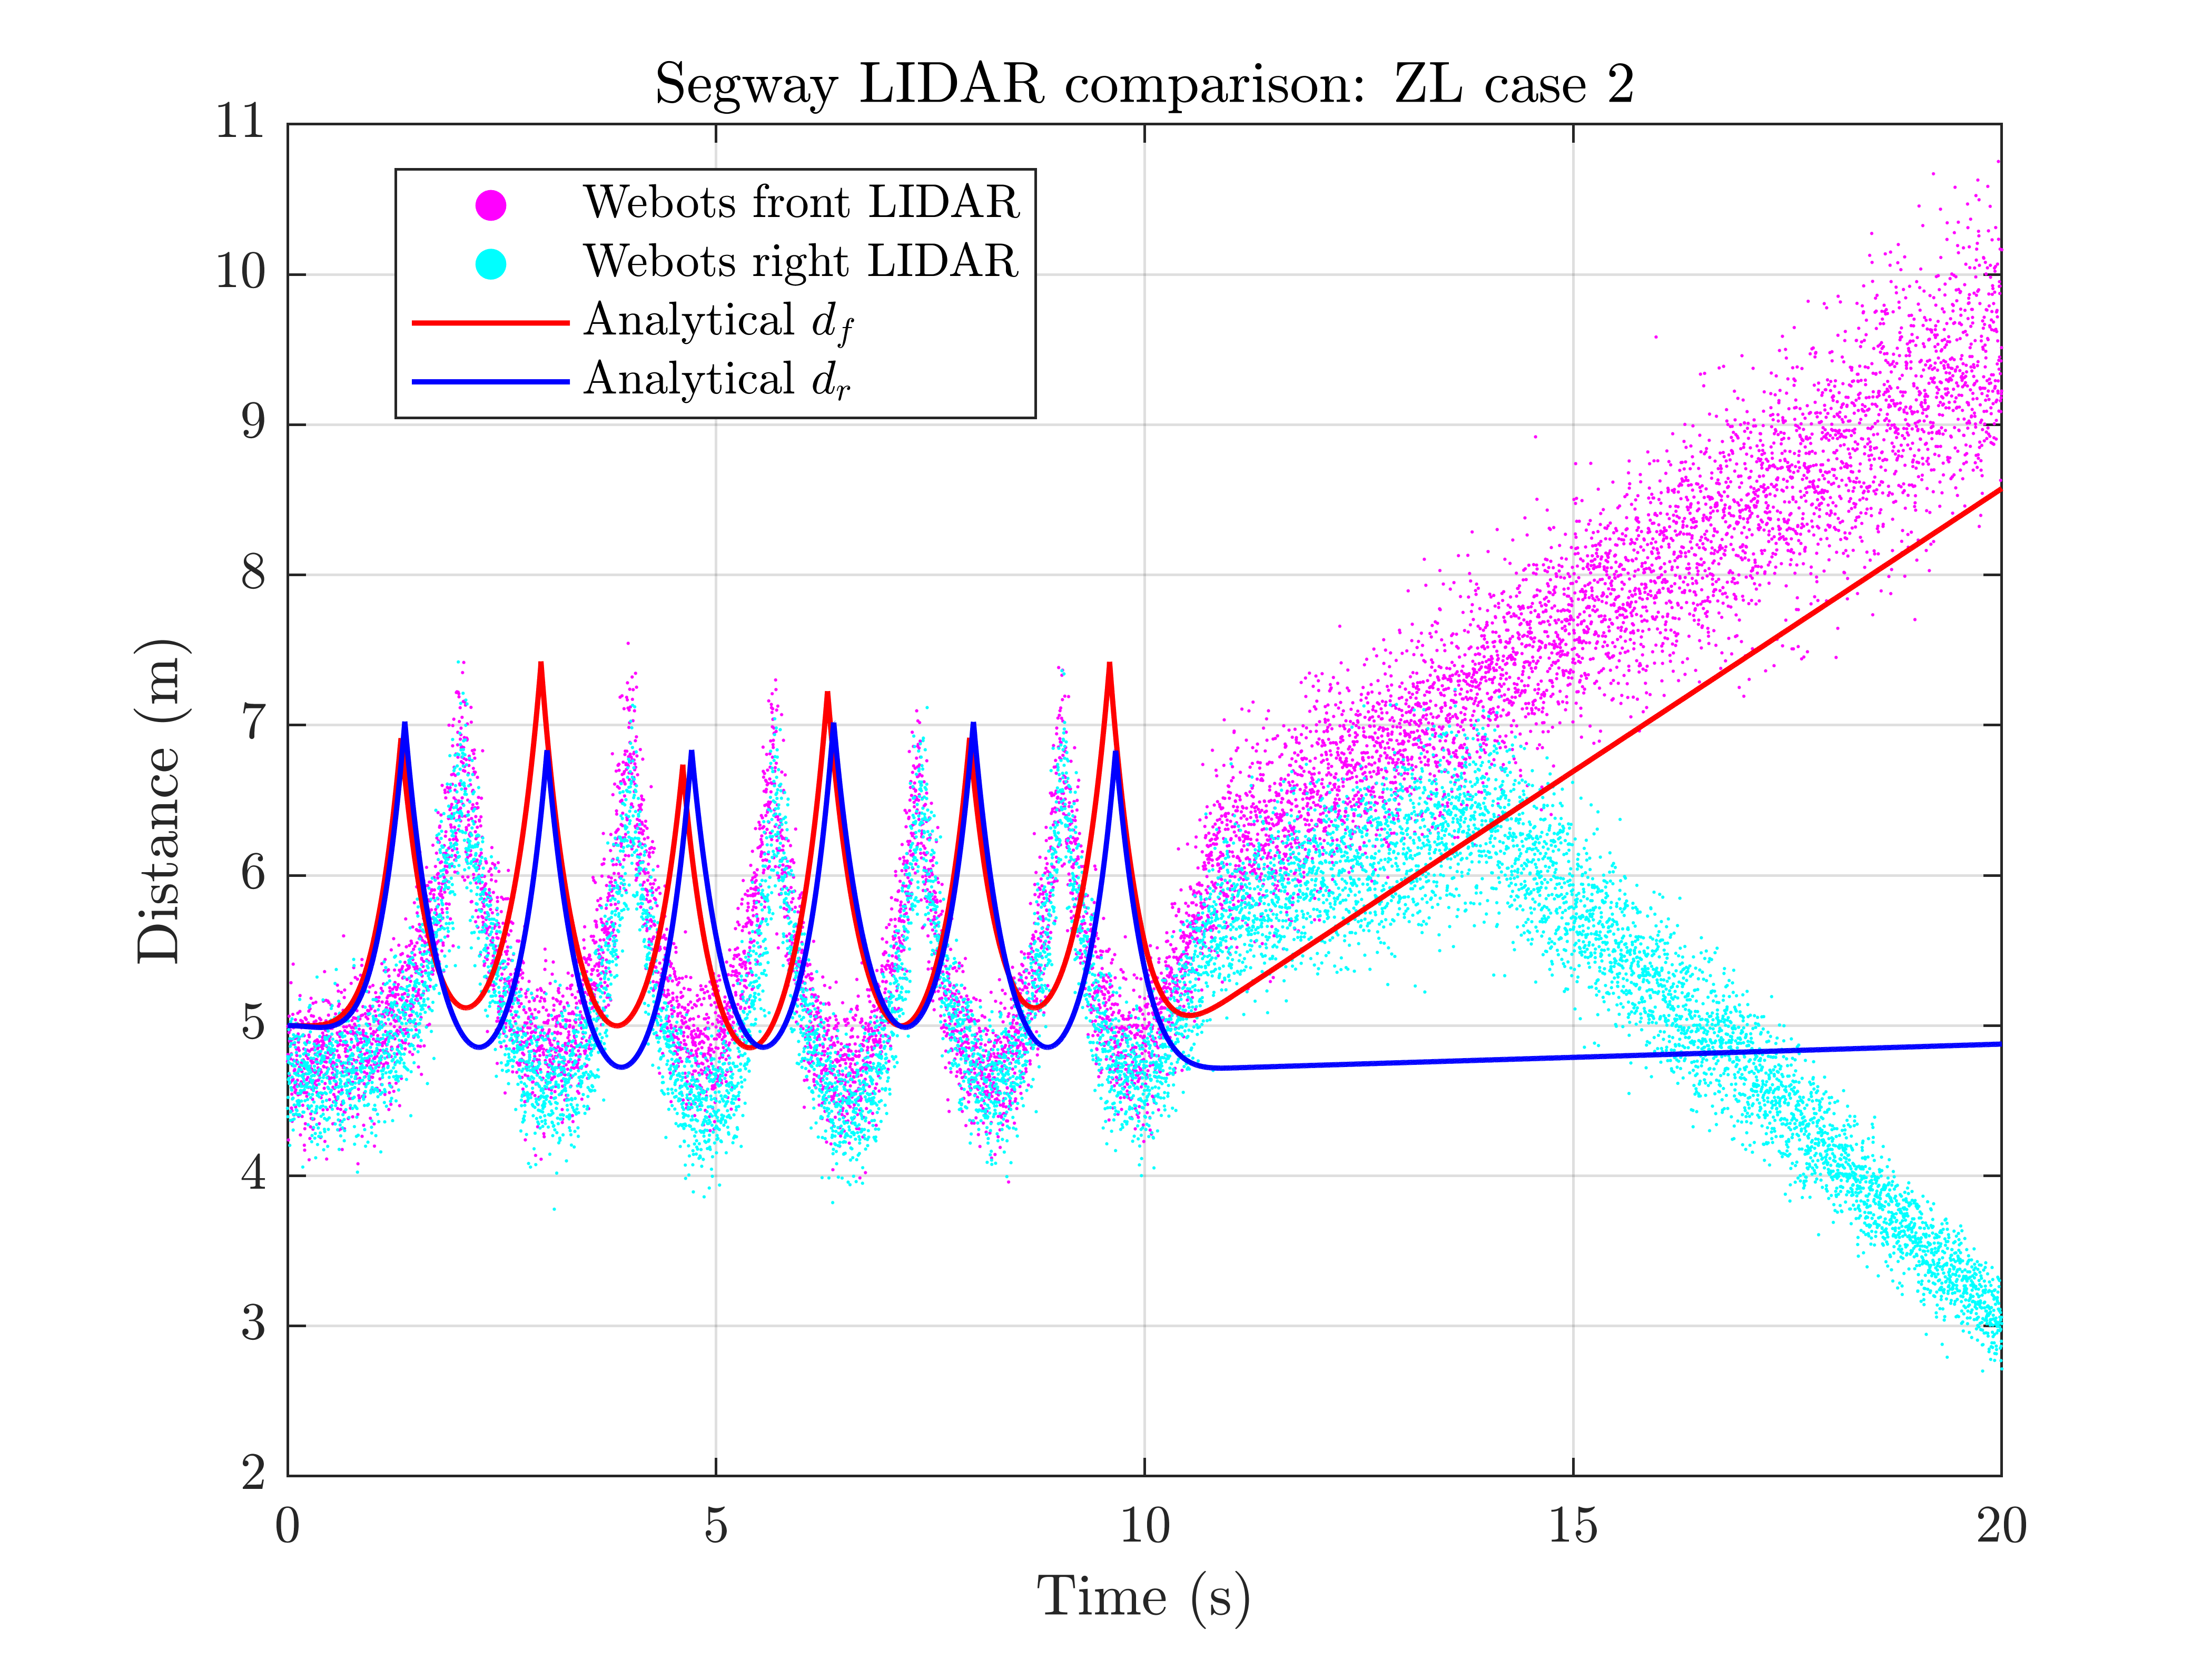 Segway LIDAR comparison: ZL case 2
11
10
9
8
7
6
5
4
3
2
Distance (m)
Webots front LIDAR
Webots right LIDAR
Analytical d_f
Analytical d_r
0 5 10 15 20
Time (s)